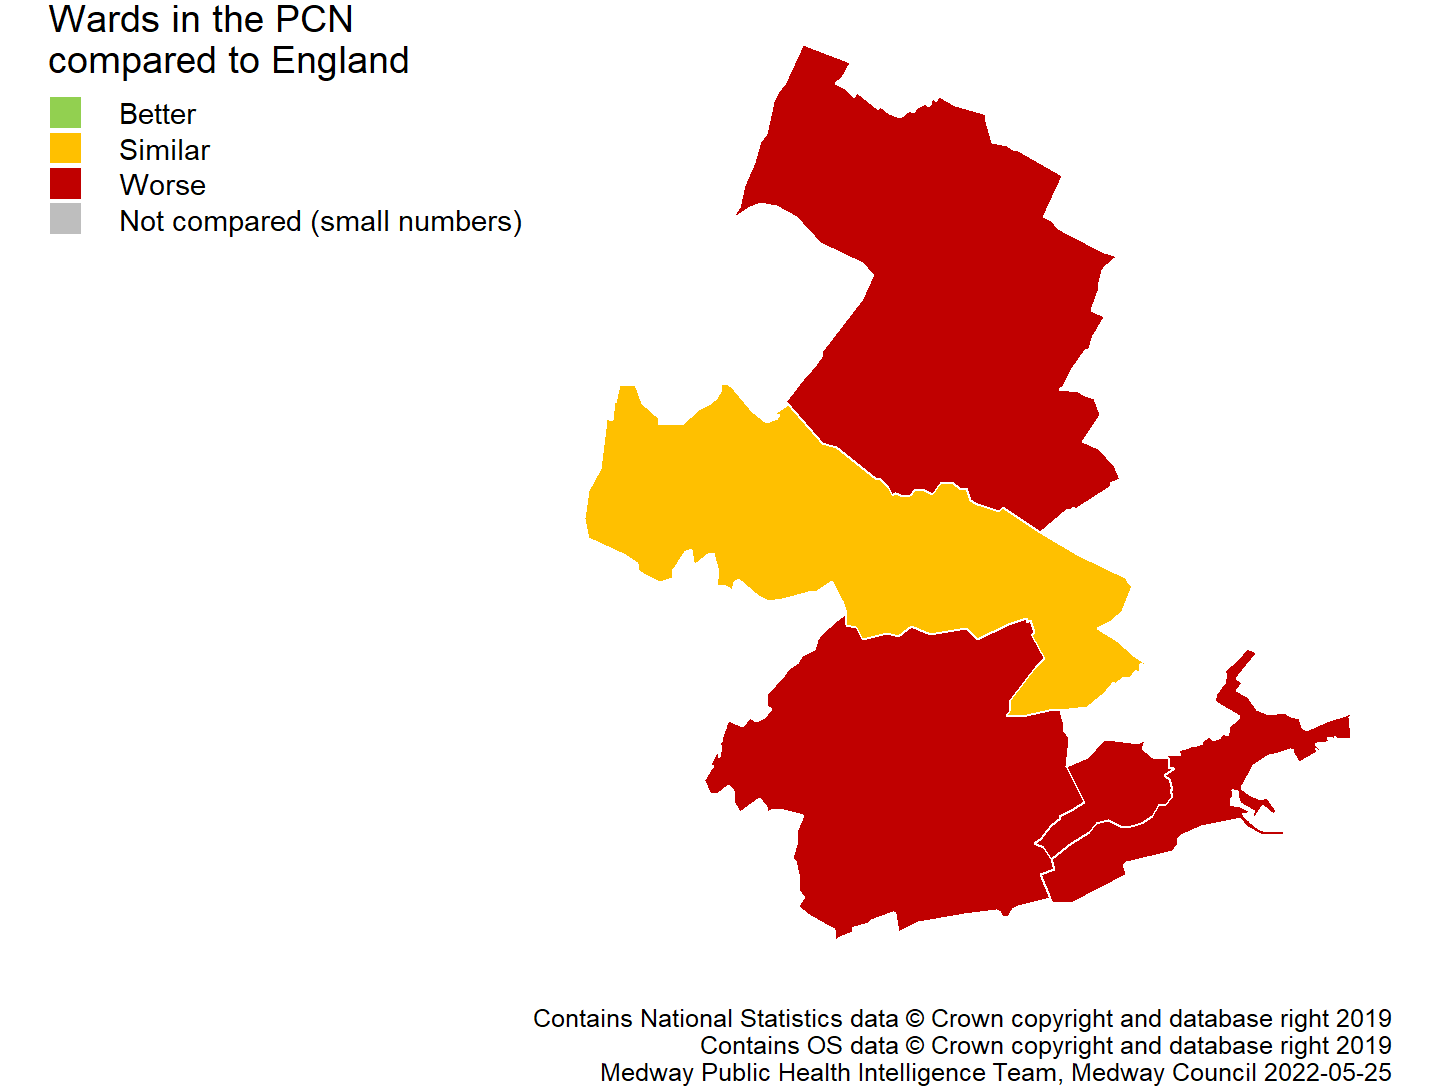 Wards in the PCN
compared to England
Better
Similar
Worse
Not compared (small numbers)
Contains National Statistics data © Crown copyright and database right 2019
Contains OS data © Crown copyright and database right 2019
Medway Public Health Intelligence Team, Medway Council 2022-05-25